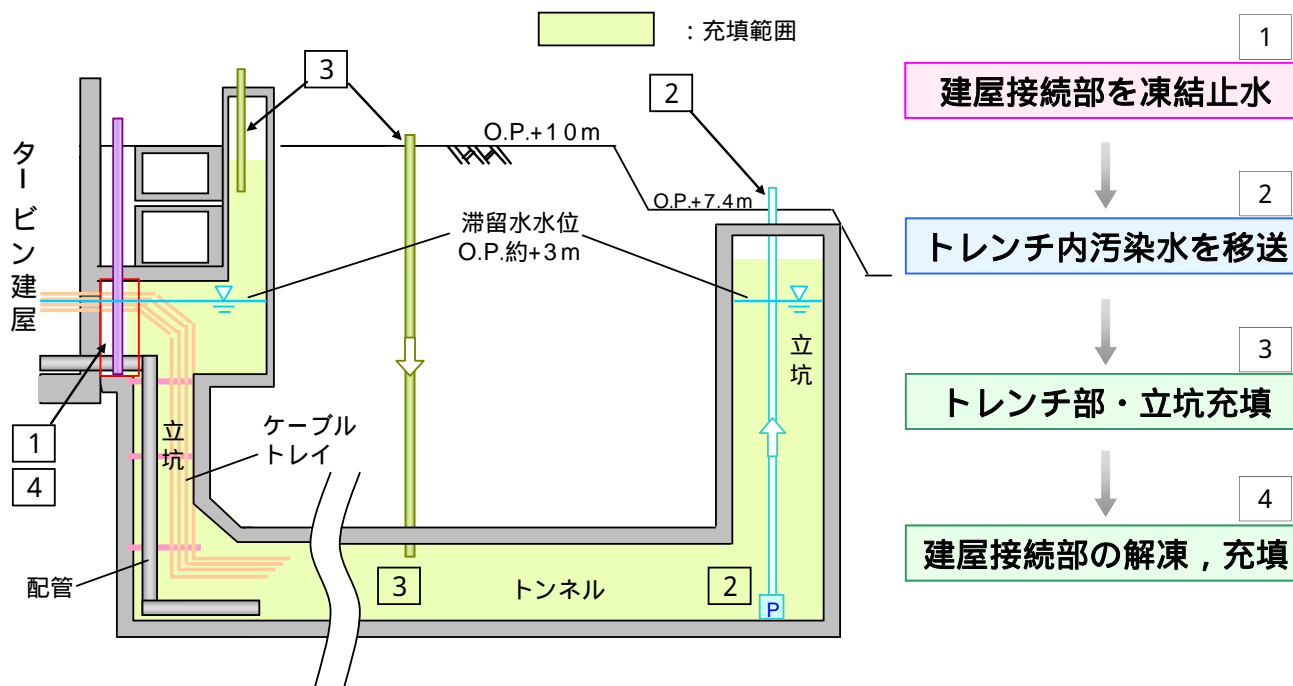 ：充填範囲
3
2
O.P.+10m
O.P.+7.4m
タービン建屋
滞留水水位
O.P.約+3m
立坑
立坑
ケーブル
トレイ
1
4
配管
3
トンネル
2
P
1
建屋接続部を凍結止水
2
トレンチ内汚染水を移送
3
トレンチ部・立坑充填
4
建屋接続部の解凍，充填